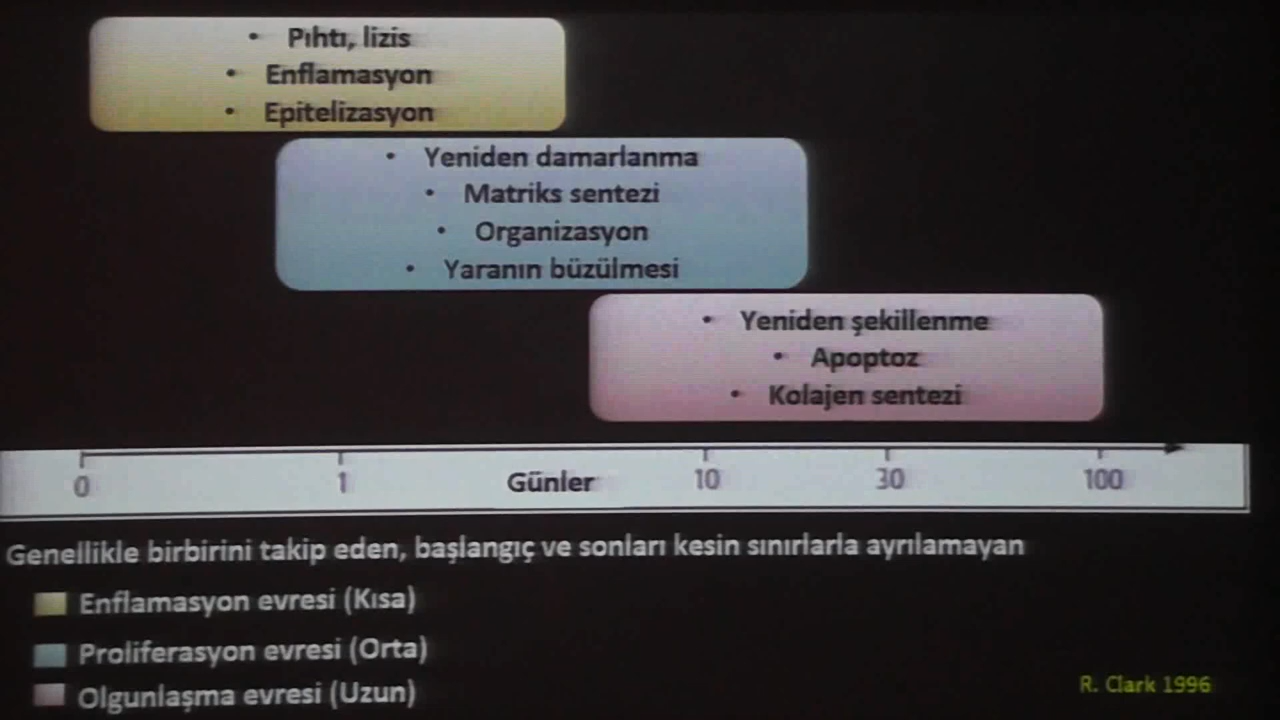 • Pıhtı, lizis
• Enflamasyon
• Epitelizasyon
• Yeniden damarlanma
• Matriks sentezi
• Organizasyon
• Yaranın büzülmesi
• Yeniden şekillenme
• Apoptoz
• Kolajen sentezi
0 1 Günler 10 30 100
Genellikle birbirini takip eden, başlangıç ve sonları kesin sınırlarla ayrılamayan
Enflamasyon evresi (Kısa)
Proliferasyon evresi (Orta)
Olgunlaşma evresi (Uzun)
R. Clark 1996